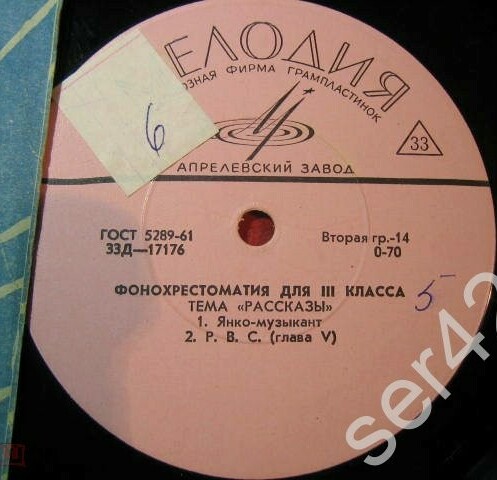 ЕЛОДИЯ
ОЗНАЯ ФИРМА ГРАМПЛАСТИНОК
6
33
АПРЕЛЕВСКИЙ ЗАВОД
ГОСТ 5289-61
33Д—17176
Вторая гр.-14
0-70
ФОНОХРЕСТОМАТИЯ ДЛЯ III КЛАССА
5
ТЕМА «РАССКАЗЫ»
1. Янко-музыкант
2. Р. В. С. (глава V)
ser42